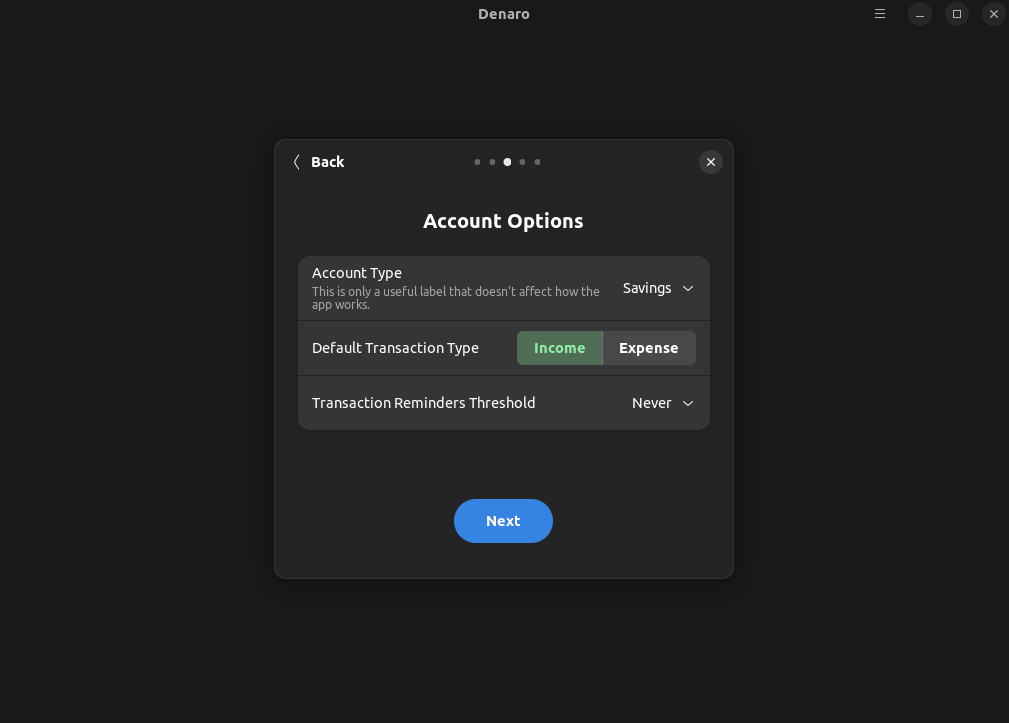 Denaro
Back
Account Options
Account Type
This is only a useful label that doesn't affect how the
app works.
Savings
Default Transaction Type
Income
Expense
Transaction Reminders Threshold
Never
Next